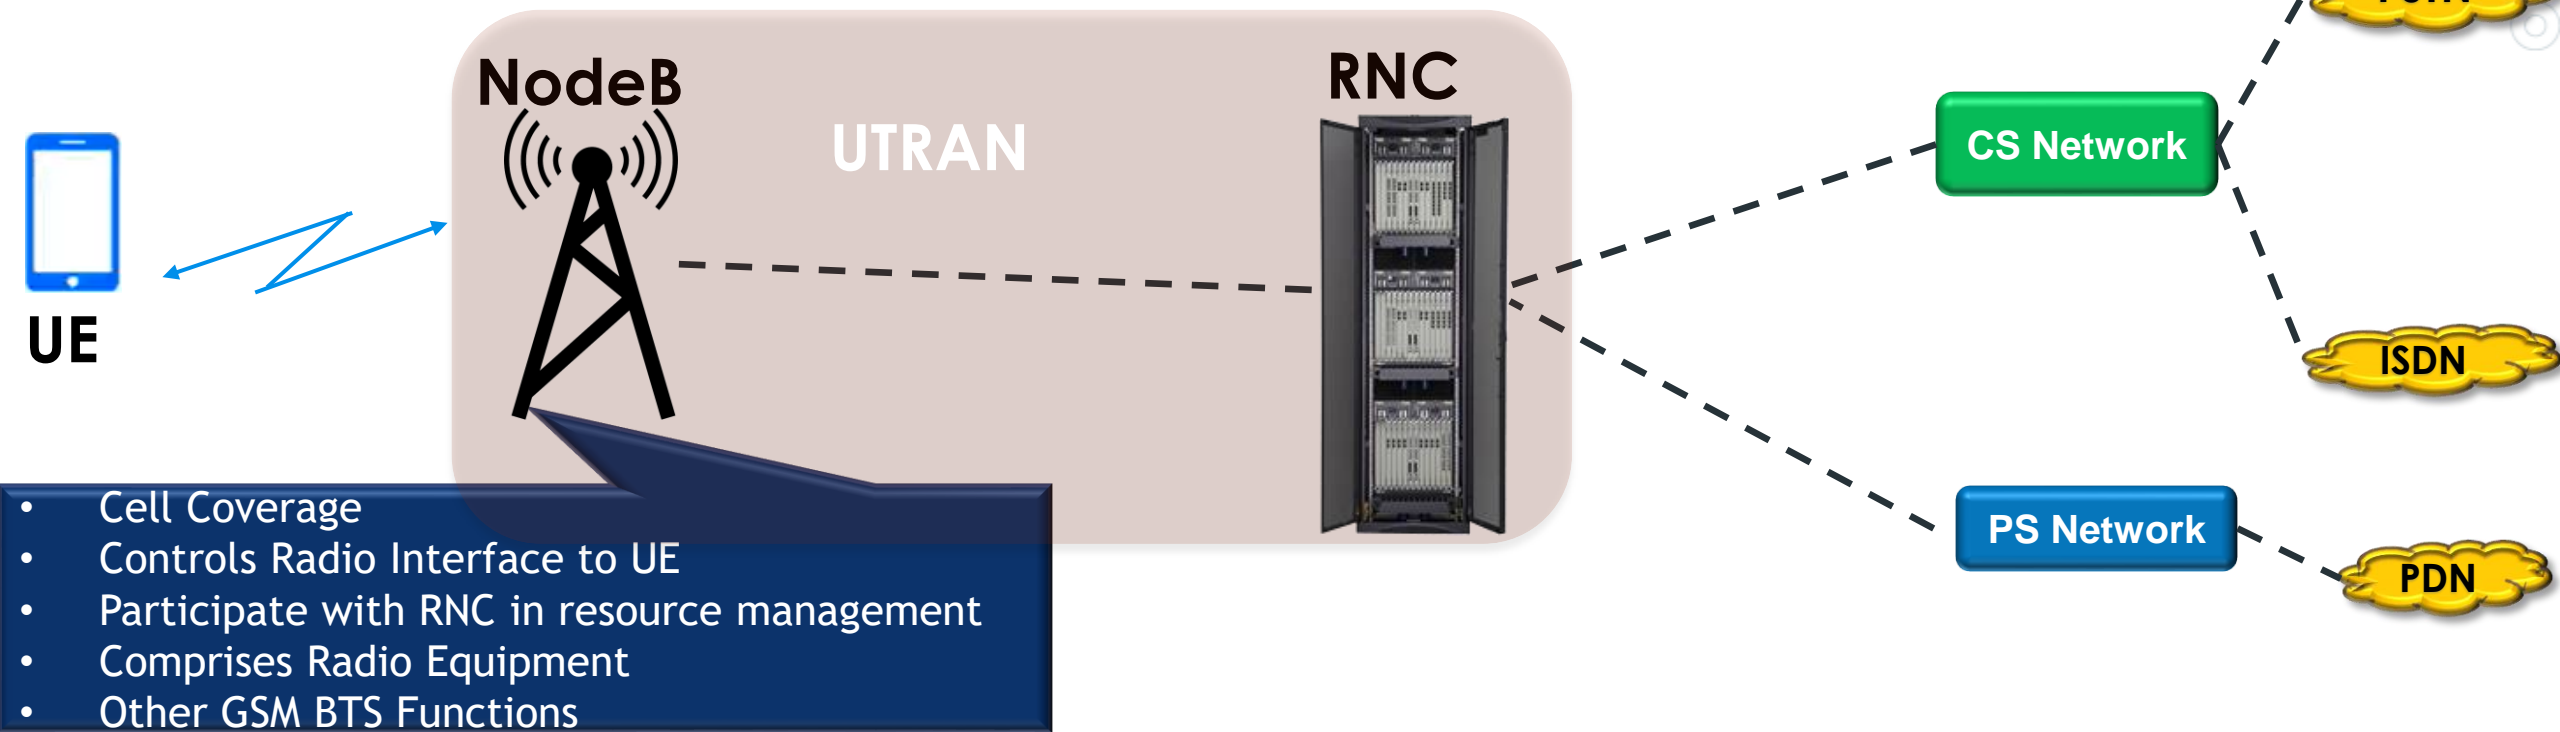 NodeB
RNC
UTRAN
CS Network
UE
ISDN
PS Network
PDN
• Cell Coverage
• Controls Radio Interface to UE
• Participate with RNC in resource management
• Comprises Radio Equipment
• Other GSM BTS Functions